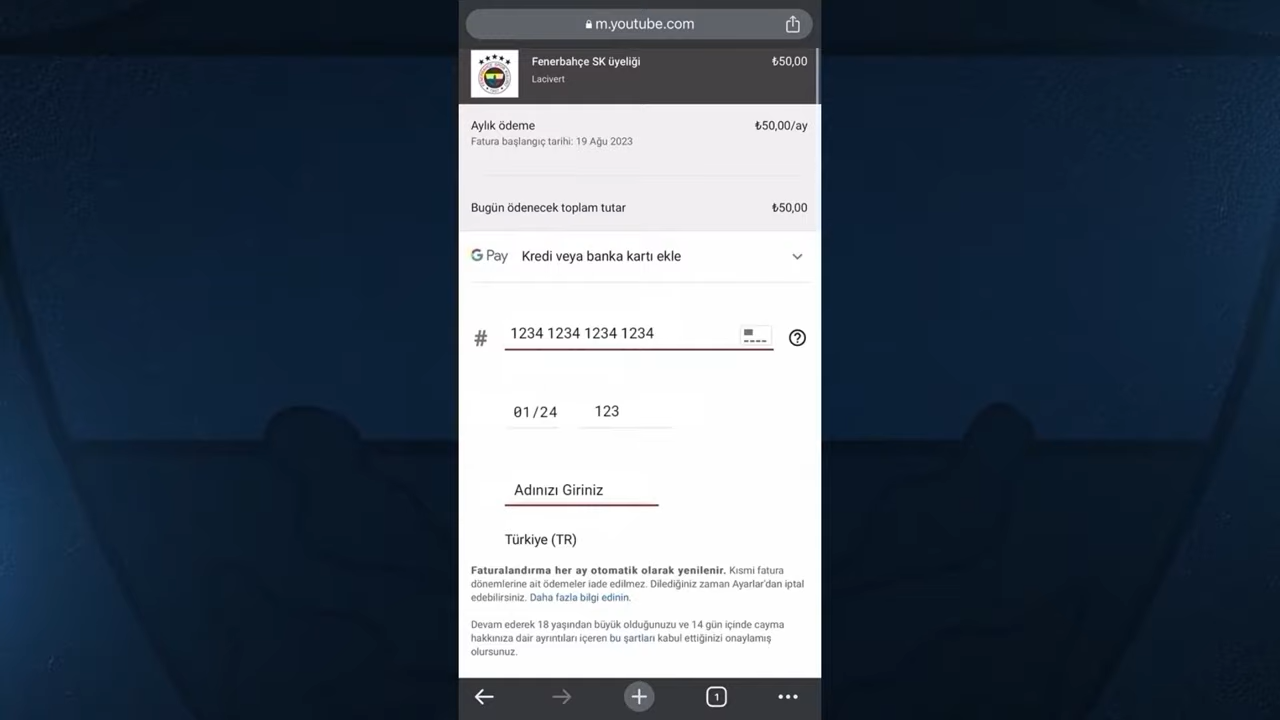 m.youtube.com
Fenerbahçe SK üyeliği ₺50,00
Lacivert
Aylık ödeme ₺50,00/ay
Fatura başlangıç tarihi: 19 Ağu 2023
Bugün ödenecek toplam tutar ₺50,00
G Pay Kredi veya banka kartı ekle
# 1234 1234 1234 1234
01/24 123
Adınızı Giriniz
Türkiye (TR)
Faturalandırma her ay otomatik olarak yenilenir. Kısmi fatura
dönemlerine ait ödemeler iade edilmez. Dilediğiniz zaman Ayarlar'dan iptal
edebilirsiniz. Daha fazla bilgi edinin.
Devam ederek 18 yaşından büyük olduğunuzu ve 14 gün içinde cayma
hakkınıza dair ayrıntıları içeren bu şartları kabul ettiğinizi onaylamış
olursunuz.
1